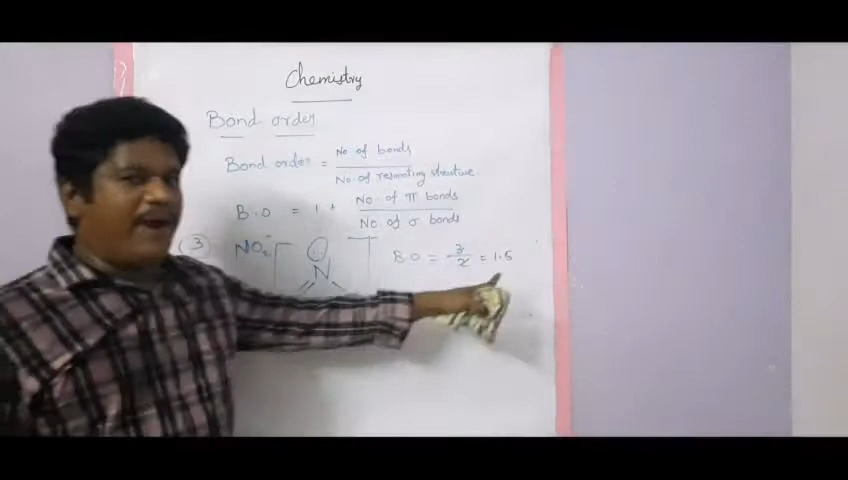 Chemistry
Bond order
Bond order = No of bonds / No. of resonating structure
B.O = 1 + No. of π bonds / No. of σ bonds
(3) NO₂⁻ [ N ] B.O = 3/2 = 1.5